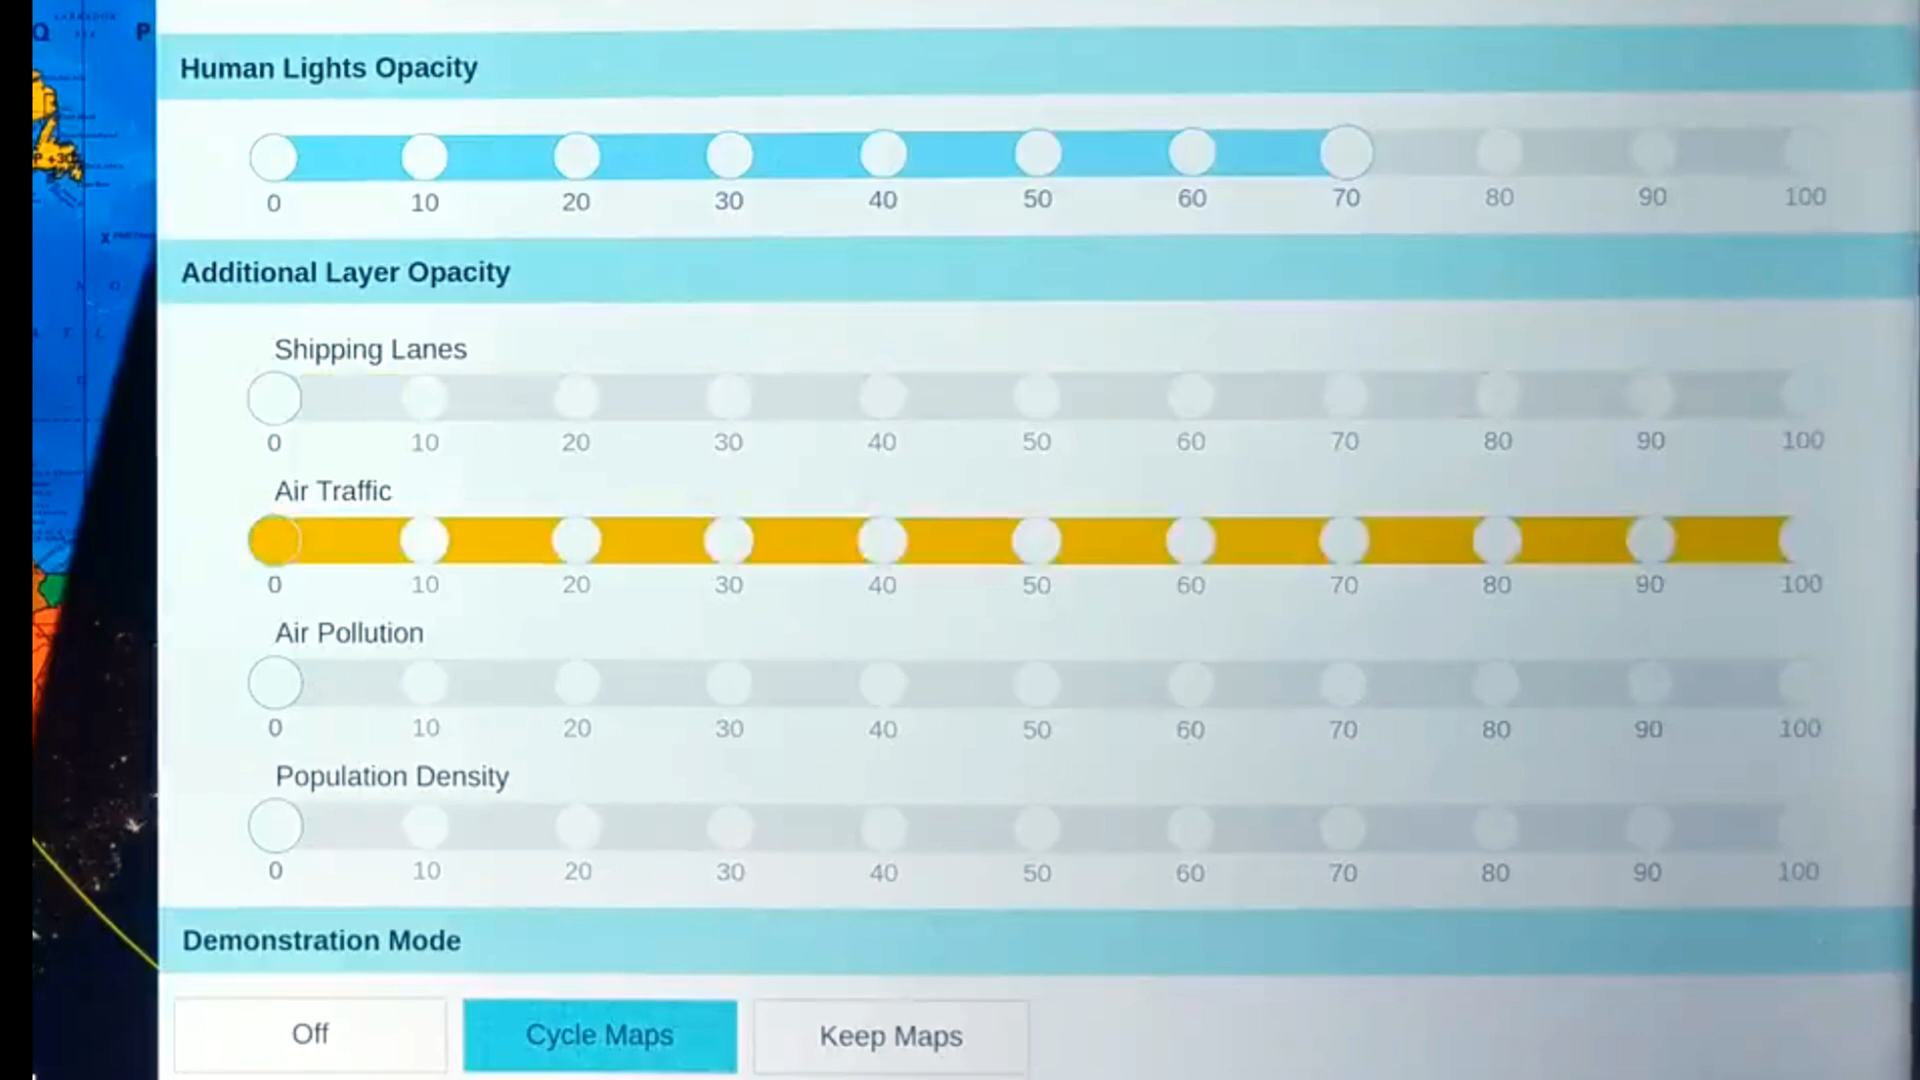 LABRADOR
Q P
Human Lights Opacity
0 10 20 30 40 50 60 70 80 90 100
Additional Layer Opacity
Shipping Lanes
0 10 20 30 40 50 60 70 80 90 100
Air Traffic
0 10 20 30 40 50 60 70 80 90 100
Air Pollution
0 10 20 30 40 50 60 70 80 90 100
Population Density
0 10 20 30 40 50 60 70 80 90 100
Demonstration Mode
Off Cycle Maps Keep Maps